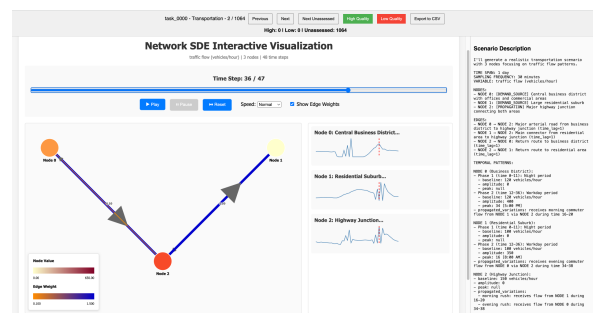 task_0000 - Transportation - 2 / 1064 Previous Next Next Unassessed High Quality Low Quality Export to CSV
High: 0 | Low: 0 | Unassessed: 1064
Network SDE Interactive Visualization
traffic flow (vehicles/hour) | 3 nodes | 48 time steps
Time Step: 36 / 47
Play Pause Reset Speed: Normal Show Edge Weights
Node 0
Node 1
Node 2
Node Value
0.00
Edge Weight
0.300
Node 0: Central Business District...
Node 1: Residential Suburb...
Node 2: Highway Junction...
Scenario Description
I'll generate a realistic transportation scenario
with 3 nodes focusing on traffic flow patterns.
TIME SPAN: 1 day
SAMPLING FREQUENCY: 30 minutes
VARIABLE: traffic flow (vehicles/hour)
NODES:
- NODE 0: [DEMAND_SOURCE] Central business district
with offices and commercial areas
- NODE 1: [DEMAND_SOURCE] Large residential suburb
- NODE 2: [PROPAGATION] Major highway junction
connecting both areas
EDGES:
- NODE 0 → NODE 2: Major arterial road from business
district to highway junction (time_lag=1)
- NODE 1 → NODE 2: Main connector from residential
area to highway junction (time_lag=1)
- NODE 2 → NODE 0: Return route to business district
(time_lag=1)
- NODE 2 → NODE 1: Return route to residential area
(time_lag=1)
TEMPORAL PATTERNS:
NODE 0 (Business District):
- Phase 1 (time 0-11): Night period
- baseline: 120 vehicles/hour
- amplitude: 0
- peak: null
- Phase 2 (time 12-36): Workday period
- baseline: 120 vehicles/hour
- amplitude: 400
- peak: 34 [5:00 PM]
- propagated_variations: receives morning commuter
flow from NODE 1 via NODE 2 during time 16-20
NODE 1 (Residential Suburb):
- Phase 1 (time 0-11): Night period
- baseline: 100 vehicles/hour
- amplitude: 0
- peak: null
- Phase 2 (time 12-36): Workday period
- baseline: 100 vehicles/hour
- amplitude: 350
- peak: 16 [8:00 AM]
- propagated_variations: receives evening commuter
flow from NODE 0 via NODE 2 during time 34-38
NODE 2 (Highway Junction):
- baseline: 150 vehicles/hour
- amplitude: 0
- peak: null
- propagated_variations:
- morning rush: receives flow from NODE 1 during
16-20
- evening rush: receives flow from NODE 0 during
34-38